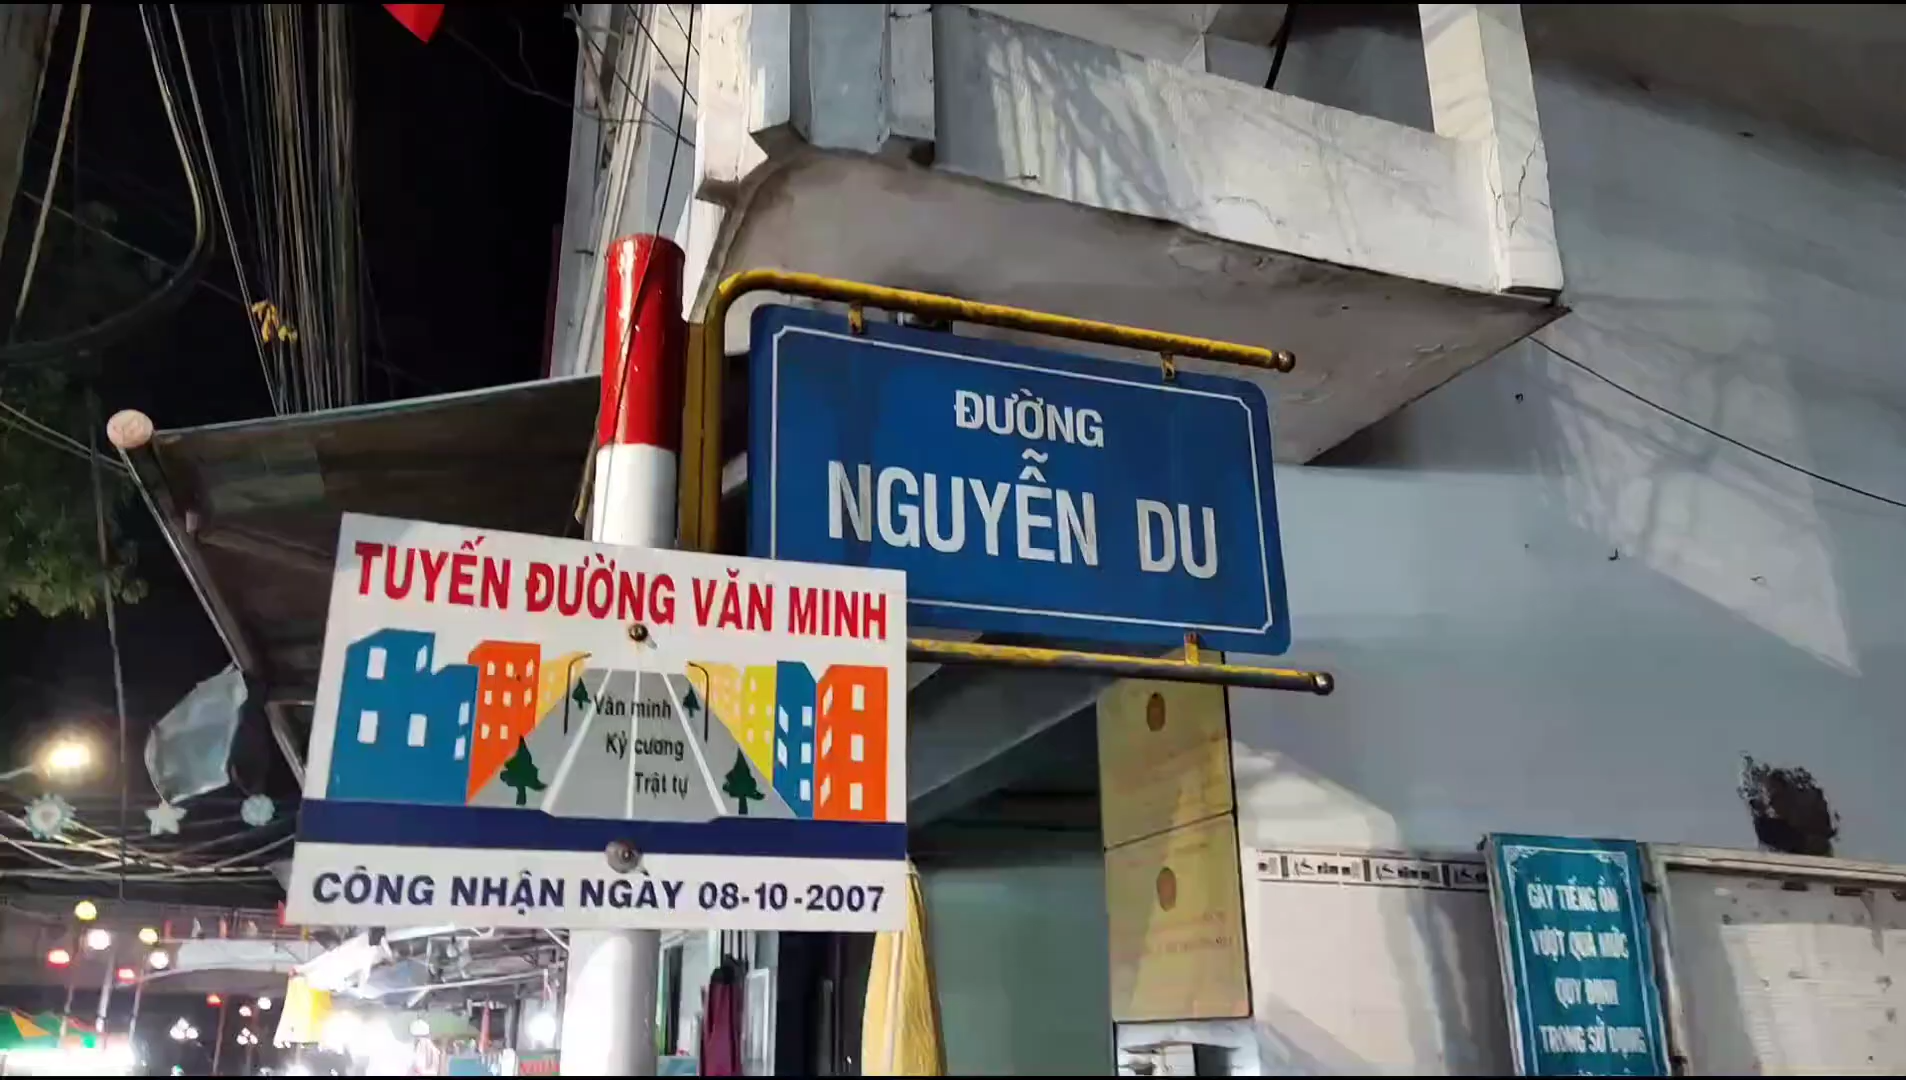 ĐƯỜNG
NGUYỄN DU
TUYẾN ĐƯỜNG VĂN MINH
Văn minh
Kỷ cương
Trật tự
CÔNG NHẬN NGÀY 08-10-2007
GÂY TIẾNG ỒN
VƯỢT QUÁ MỨC
QUY ĐỊNH
TRONG SỬ DỤNG